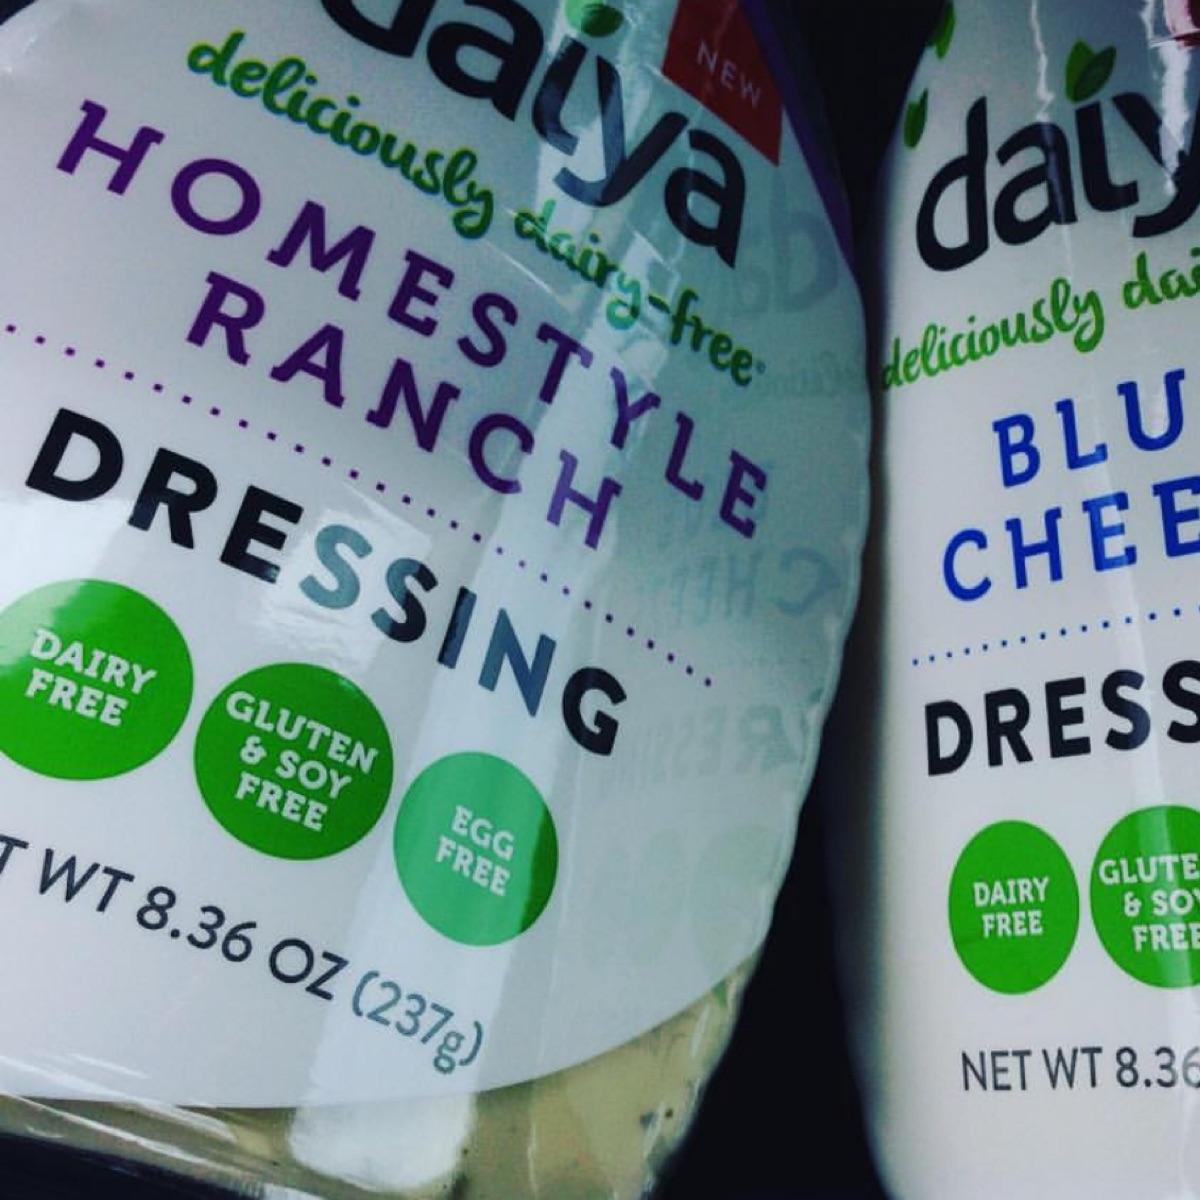 daiya
NEW
deliciously dairy-free
HOMESTYLE
RANCH
DRESSING
DAIRY
FREE
GLUTEN
& SOY
FREE
EGG
FREE
T WT 8.36 OZ (237g)
daiy
deliciously dai
BLU
CHEE
DRESS
DAIRY
FREE
GLUTE
& SOY
FREE
NET WT 8.36